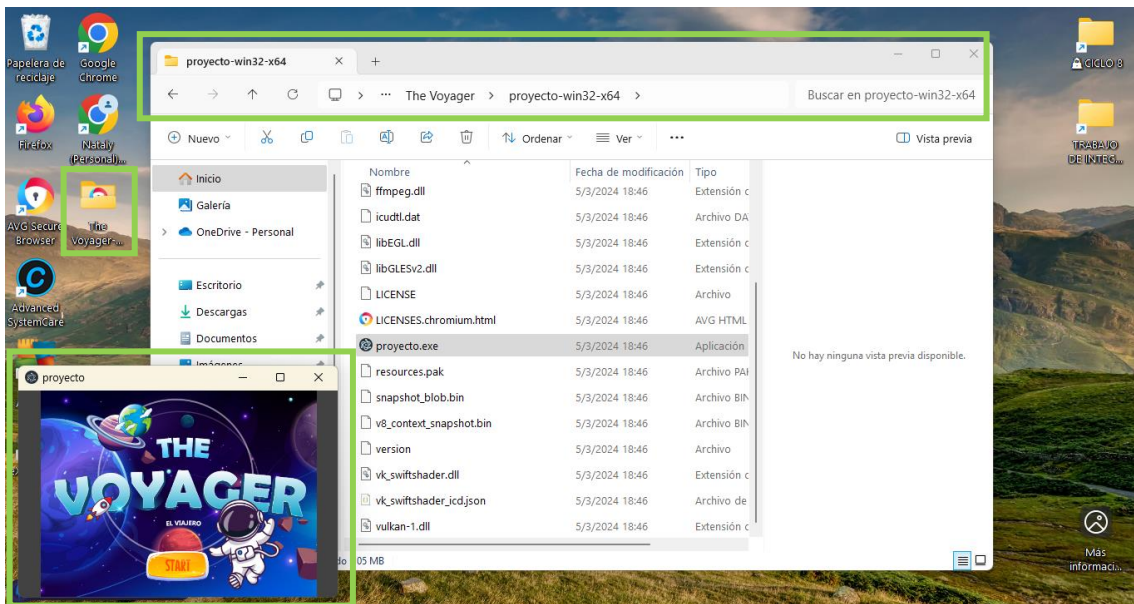 Papelera de
reciclaje
Google
Chrome
Firefox
Nataly
(Personal)...
AVG Secure
Browser
The
Voyager-...
Advanced
SystemCare
proyecto-win32-x64
The Voyager > proyecto-win32-x64 >
Buscar en proyecto-win32-x64
Nuevo
Ordenar
Ver
Vista previa
Inicio
Galería
OneDrive - Personal
Escritorio
Descargas
Documentos
Imágenes
Nombre Fecha de modificación Tipo
ffmpeg.dll 5/3/2024 18:46 Extensión
icudtl.dat 5/3/2024 18:46 Archivo DA
libEGL.dll 5/3/2024 18:46 Extensión
libGLESv2.dll 5/3/2024 18:46 Extensión
LICENSE 5/3/2024 18:46 Archivo
LICENSES.chromium.html 5/3/2024 18:46 AVG HTML
proyecto.exe 5/3/2024 18:46 Aplicación
resources.pak 5/3/2024 18:46 Archivo PA
snapshot_blob.bin 5/3/2024 18:46 Archivo BIN
v8_context_snapshot.bin 5/3/2024 18:46 Archivo BIN
version 5/3/2024 18:46 Archivo
vk_swiftshader.dll 5/3/2024 18:46 Extensión
vk_swiftshader_icd.json 5/3/2024 18:46 Archivo de
vulkan-1.dll 5/3/2024 18:46 Extensión
No hay ninguna vista previa disponible.
05 MB
proyecto
THE
VOYAGER
EL VIAJERO
START
CICLO 8
TRABAJO
DE INTEG...
Más
informaci...